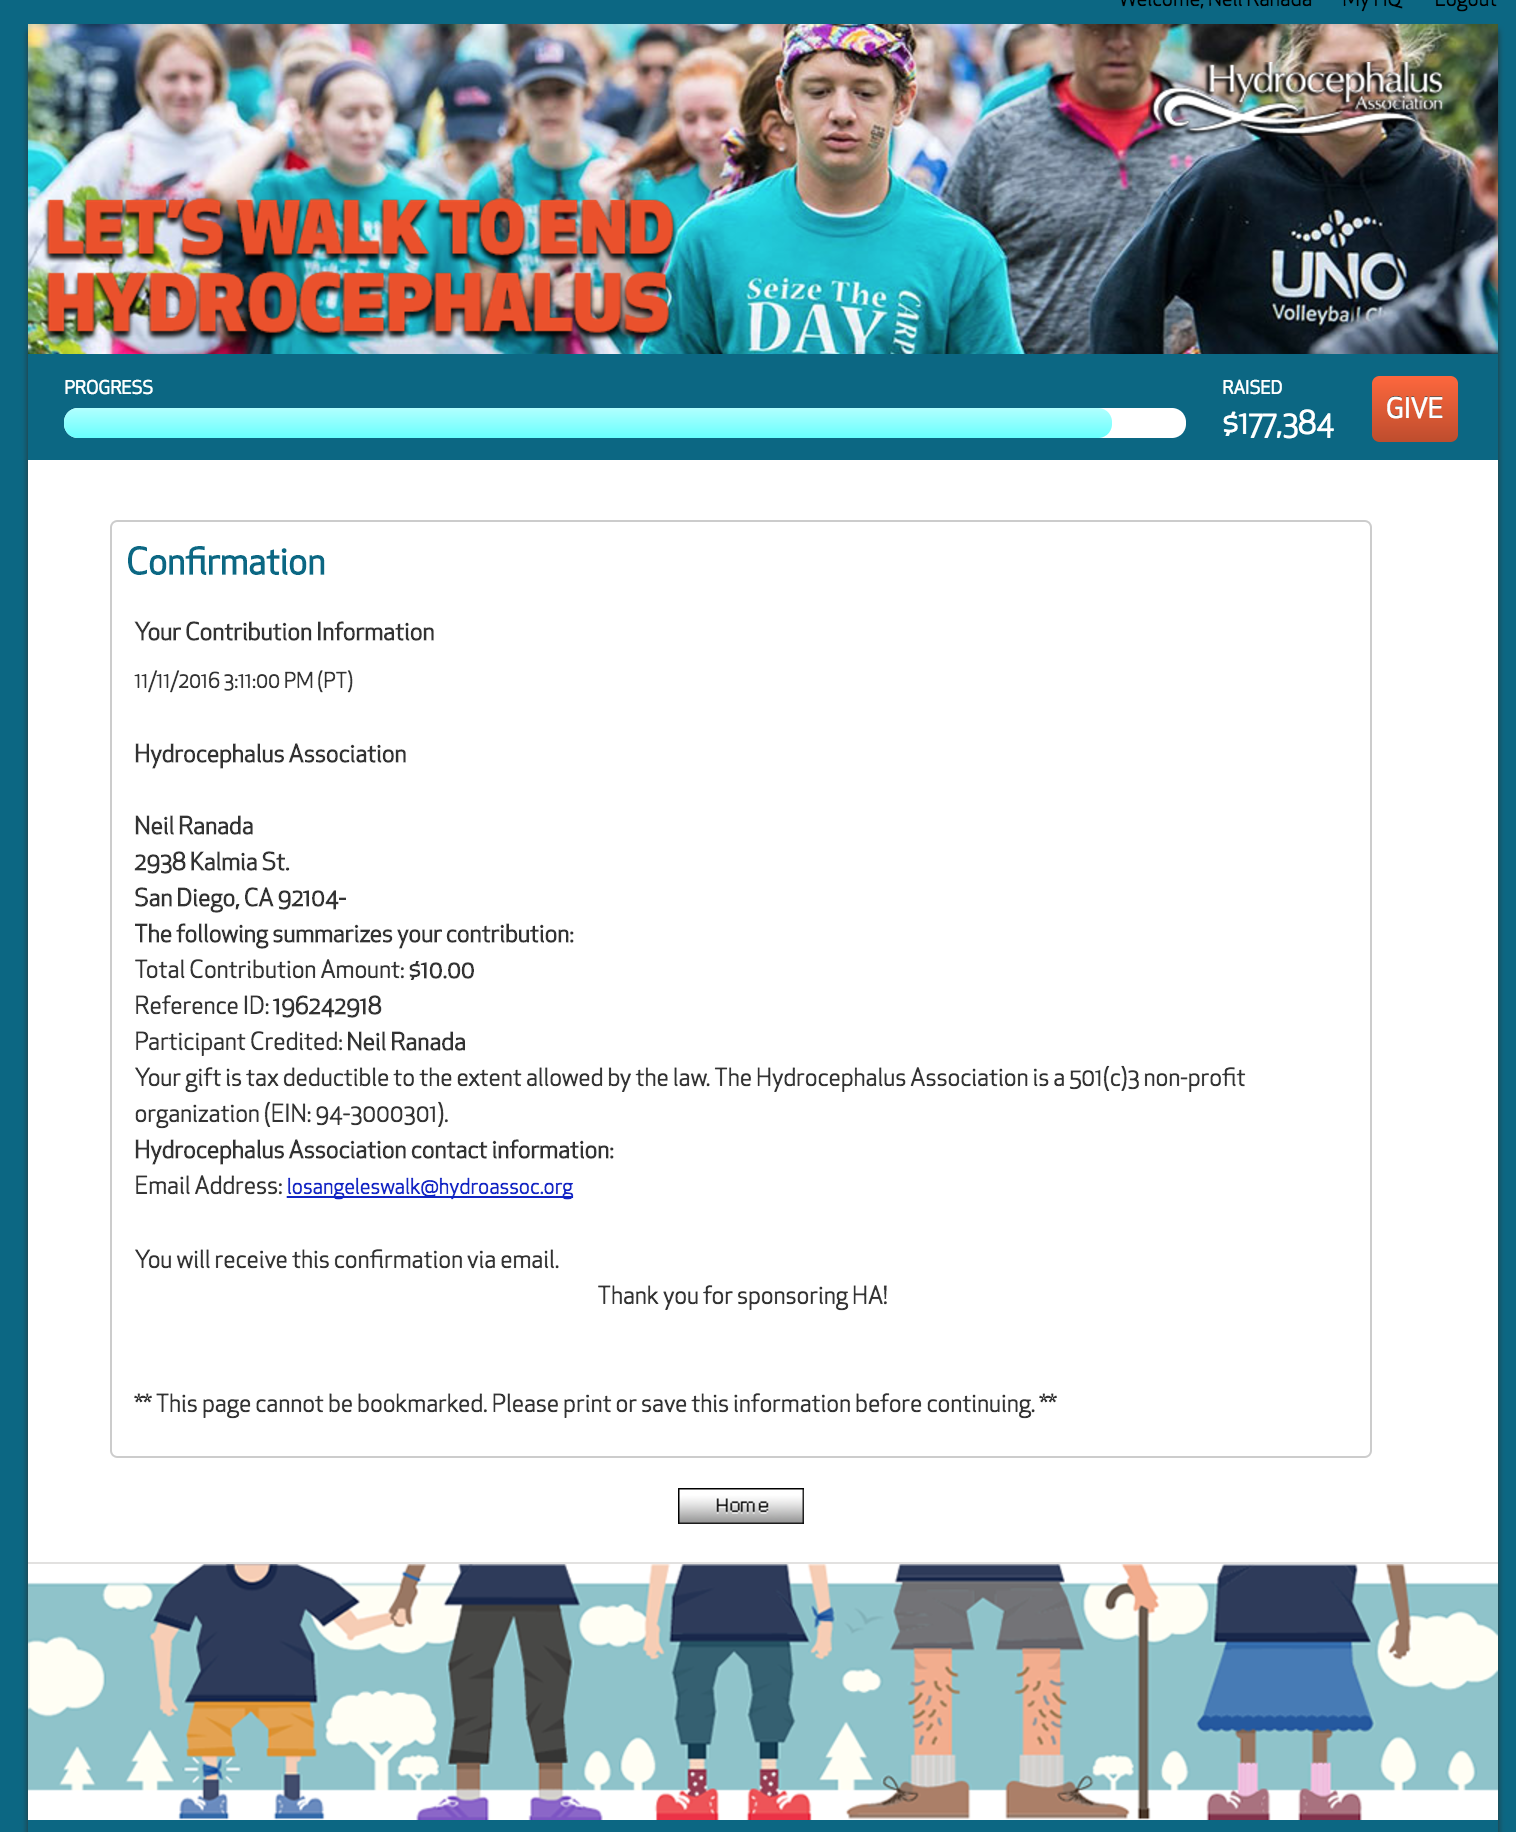 Welcome, Neil Ranada My HQ Logout
Hydrocephalus
Association
LET'S WALK TO END
HYDROCEPHALUS
Seize The
DAY
CARP
UNO
Volleyball Cl
PROGRESS
RAISED
$177,384
GIVE
Confirmation
Your Contribution Information
11/11/2016 3:11:00 PM (PT)
Hydrocephalus Association
Neil Ranada
2938 Kalmia St.
San Diego, CA 92104-
The following summarizes your contribution:
Total Contribution Amount: $10.00
Reference ID: 196242918
Participant Credited: Neil Ranada
Your gift is tax deductible to the extent allowed by the law. The Hydrocephalus Association is a 501(c)3 non-profit
organization (EIN: 94-3000301).
Hydrocephalus Association contact information:
Email Address: losangeleswalk@hydroassoc.org
You will receive this confirmation via email.
Thank you for sponsoring HA!
** This page cannot be bookmarked. Please print or save this information before continuing. **
Home